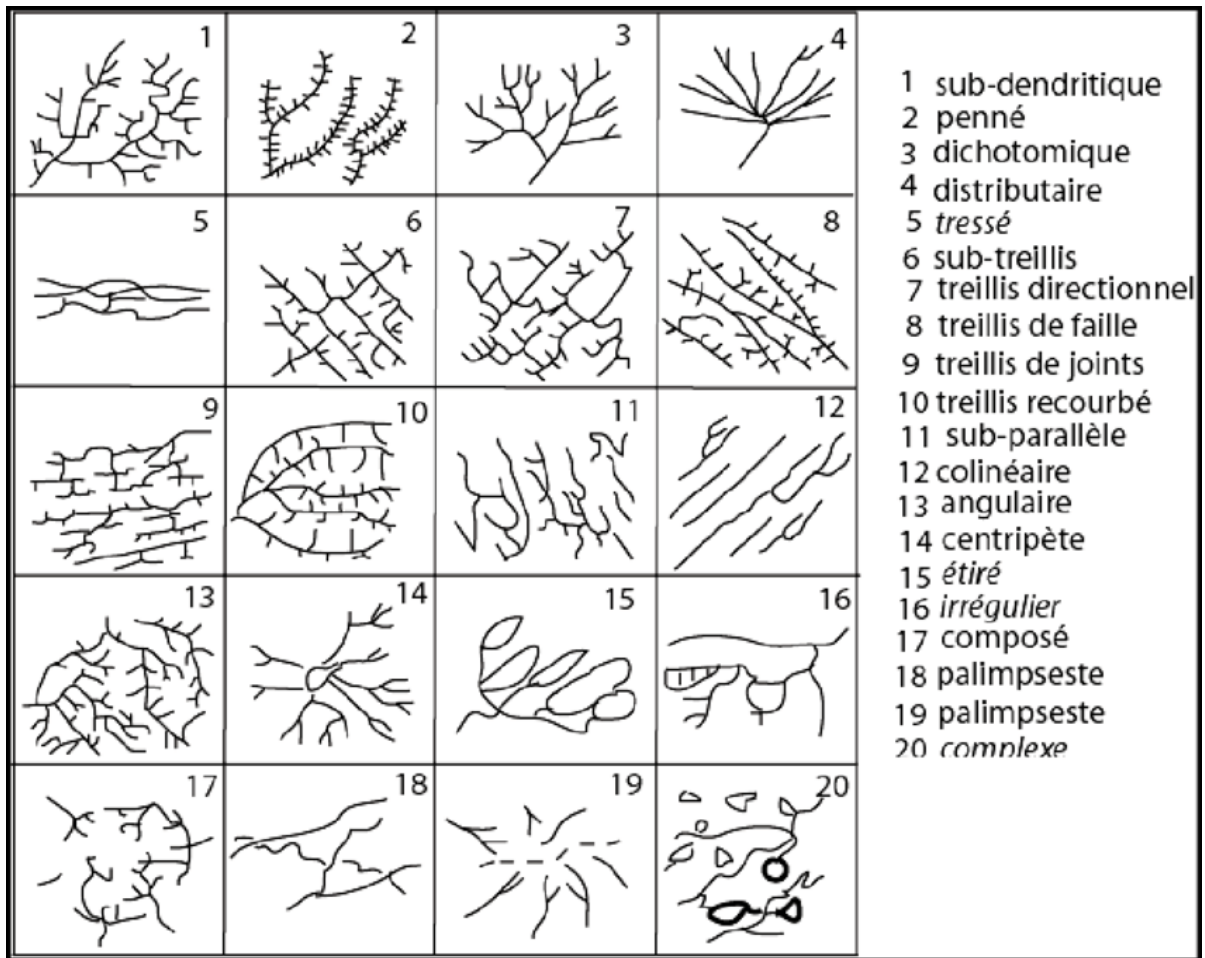 1
2
3
4
5
6
7
8
9
10
11
12
13
14
15
16
17
18
19
20
1 sub-dendritique
2 penné
3 dichotomique
4 distributaire
5 tressé
6 sub-treillis
7 treillis directionnel
8 treillis de faille
9 treillis de joints
10 treillis recourbé
11 sub-parallèle
12 colinéaire
13 angulaire
14 centripète
15 étiré
16 irrégulier
17 composé
18 palimpseste
19 palimpseste
20 complexe